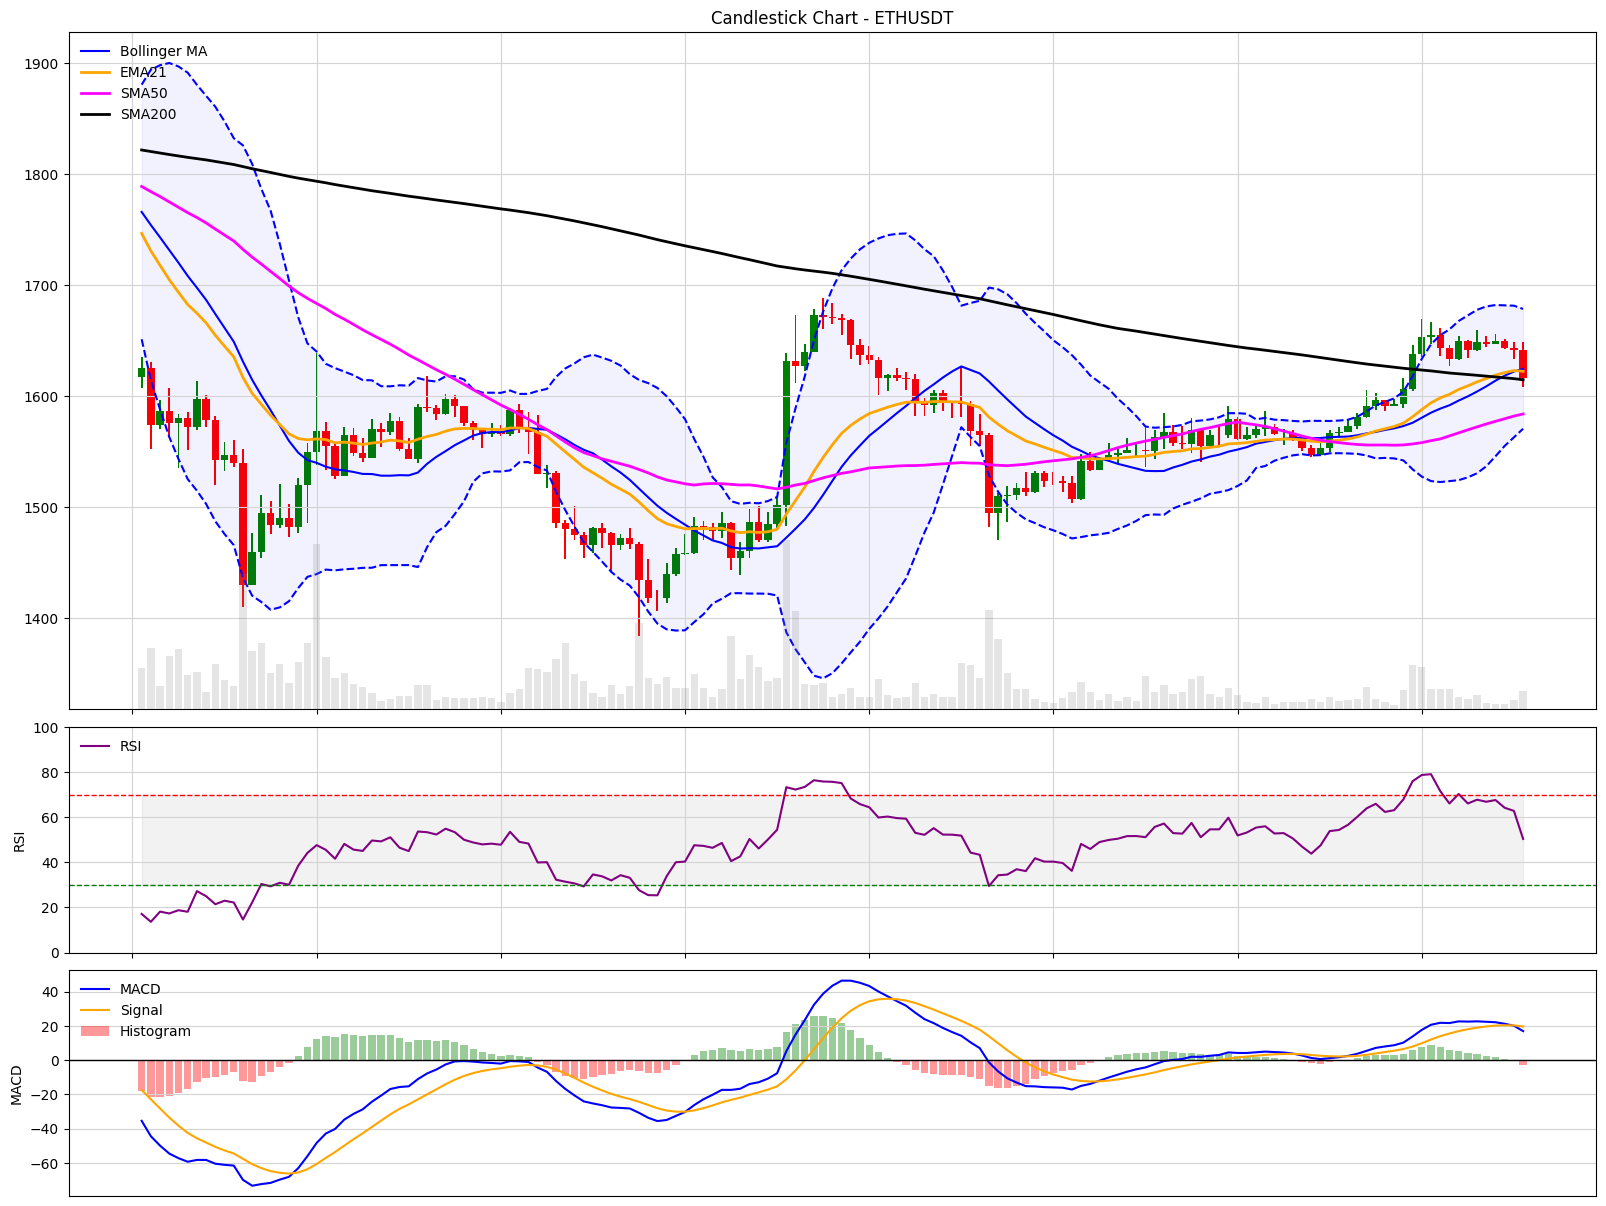 Candlestick Chart - ETHUSDT
Bollinger MA
EMA21
SMA50
SMA200
1900
1800
1700
1600
1500
1400
RSI
100
80
60
40
20
0
RSI
MACD
Signal
Histogram
40
20
0
−20
−40
−60
MACD